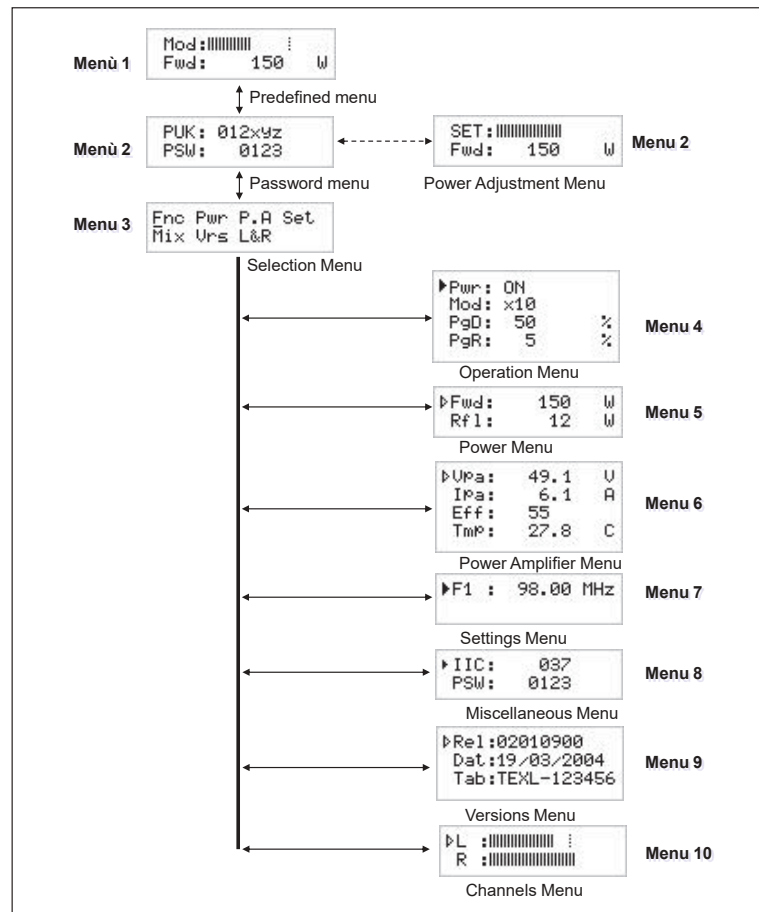 Mod:
Menù 1
Fwd: 150 W
Predefined menu
PUK: 012xyz
Menù 2
PSW: 0123
SET:
Fwd: 150 W
Menu 2
Password menu
Power Adjustment Menu
Menu 3
Fnc Pwr P.A Set
Mix Vrs L&R
Selection Menu
Pwr: ON
Mod: x10
PgD: 50 %
PgR: 5 %
Menu 4
Operation Menu
Fwd: 150 W
Rfl: 12 W
Menu 5
Power Menu
VPa: 49.1 V
IPa: 6.1 A
Eff: 55
TmP: 27.8 C
Menu 6
Power Amplifier Menu
F1 : 98.00 MHz
Menu 7
Settings Menu
IIC: 037
PSW: 0123
Menu 8
Miscellaneous Menu
Rel:02010900
Dat:19/03/2004
Tab:TEXL-123456
Menu 9
Versions Menu
L :
R :
Menu 10
Channels Menu